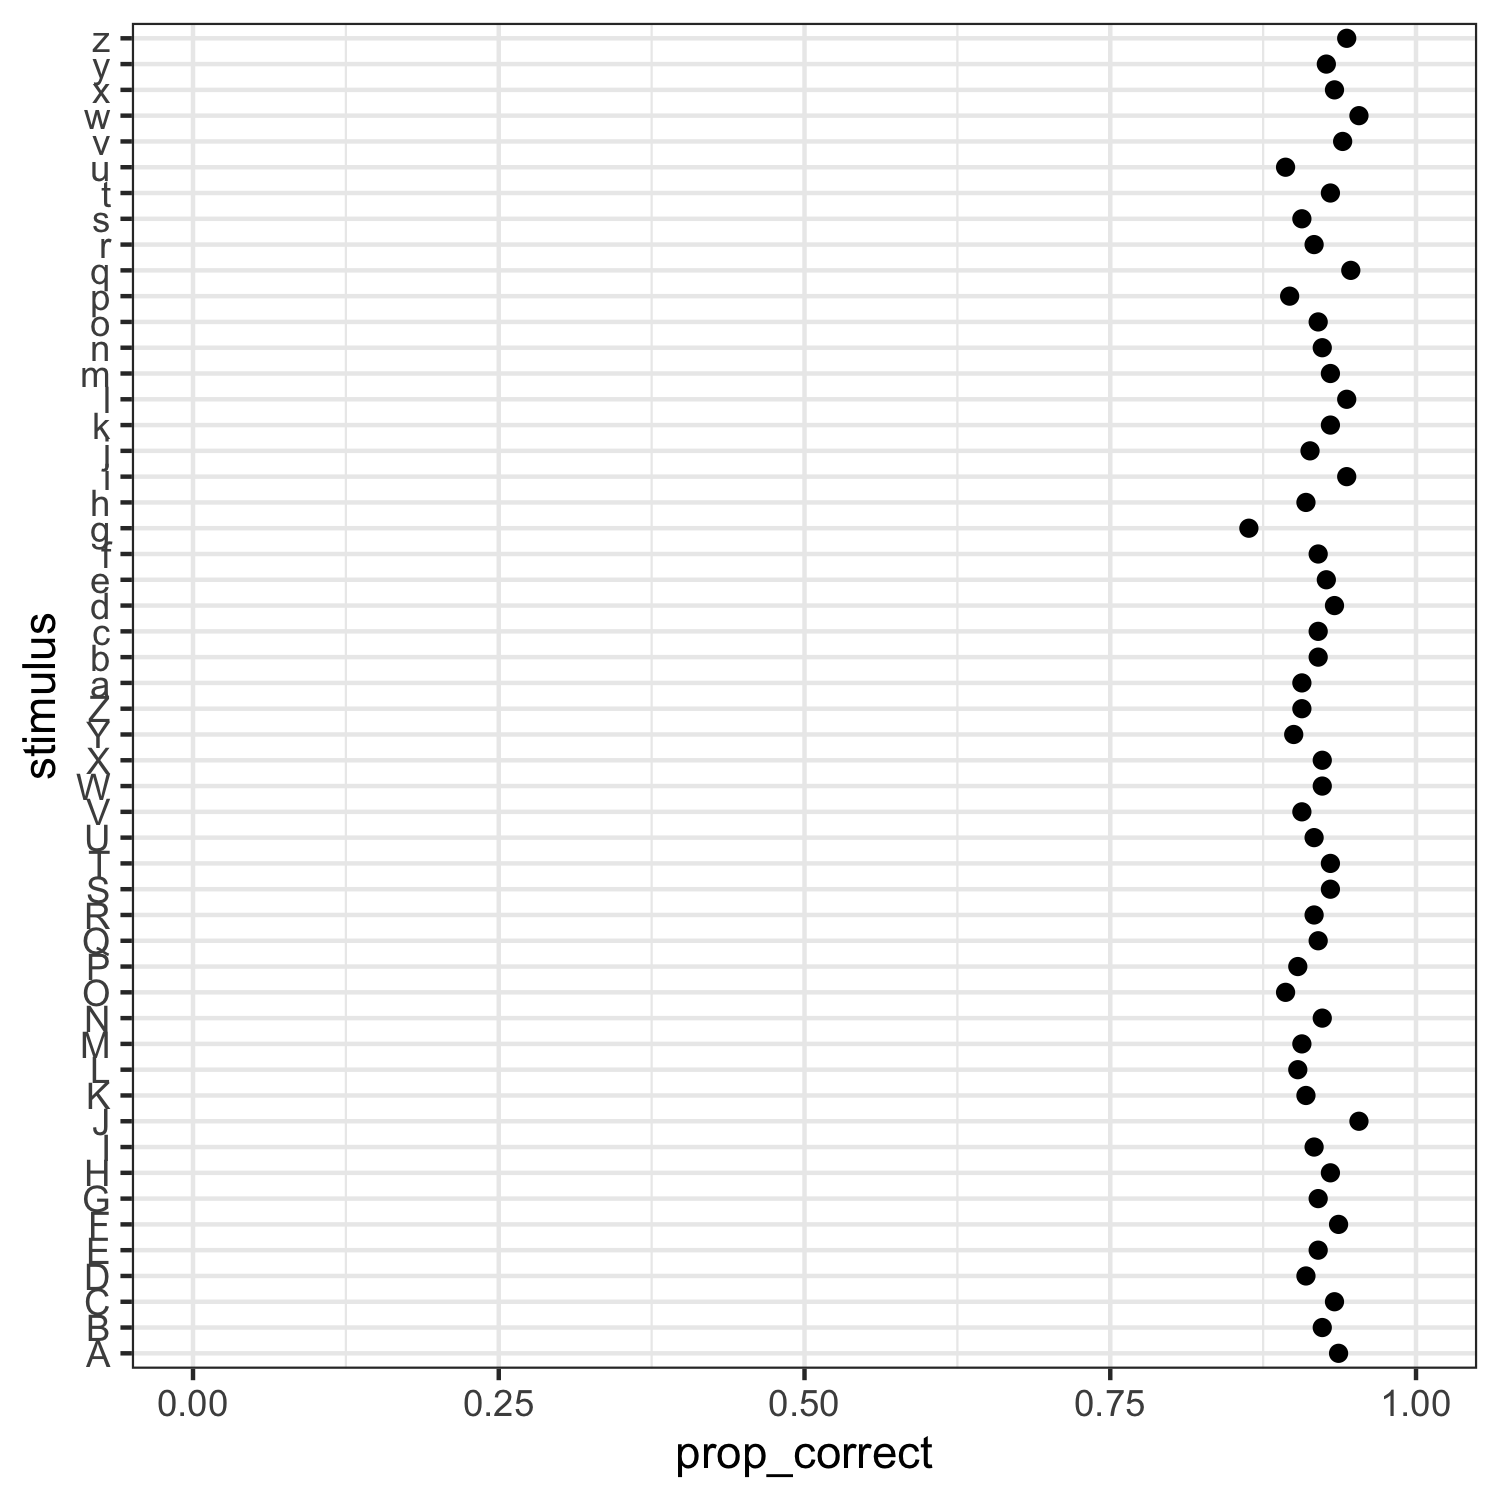 z
y
x
w
v
u
t
s
r
q
p
o
n
m
l
k
j
i
h
g
f
e
d
c
b
a
Z
Y
X
W
V
U
T
S
R
Q
P
O
N
M
L
K
J
I
H
G
F
E
D
C
B
A
stimulus
0.00 0.25 0.50 0.75 1.00
prop_correct